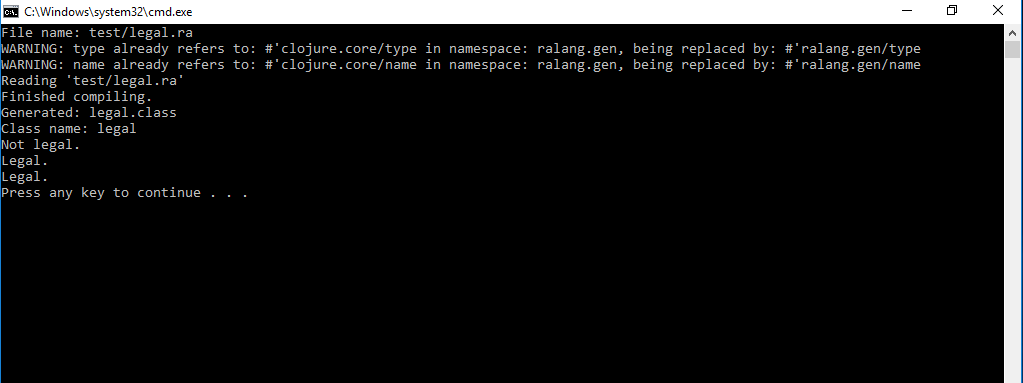 C:\Windows\system32\cmd.exe
File name: test/legal.ra
WARNING: type already refers to: #'clojure.core/type in namespace: ralang.gen, being replaced by: #'ralang.gen/type
WARNING: name already refers to: #'clojure.core/name in namespace: ralang.gen, being replaced by: #'ralang.gen/name
Reading 'test/legal.ra'
Finished compiling.
Generated: legal.class
Class name: legal
Not legal.
Legal.
Legal.
Press any key to continue . . .